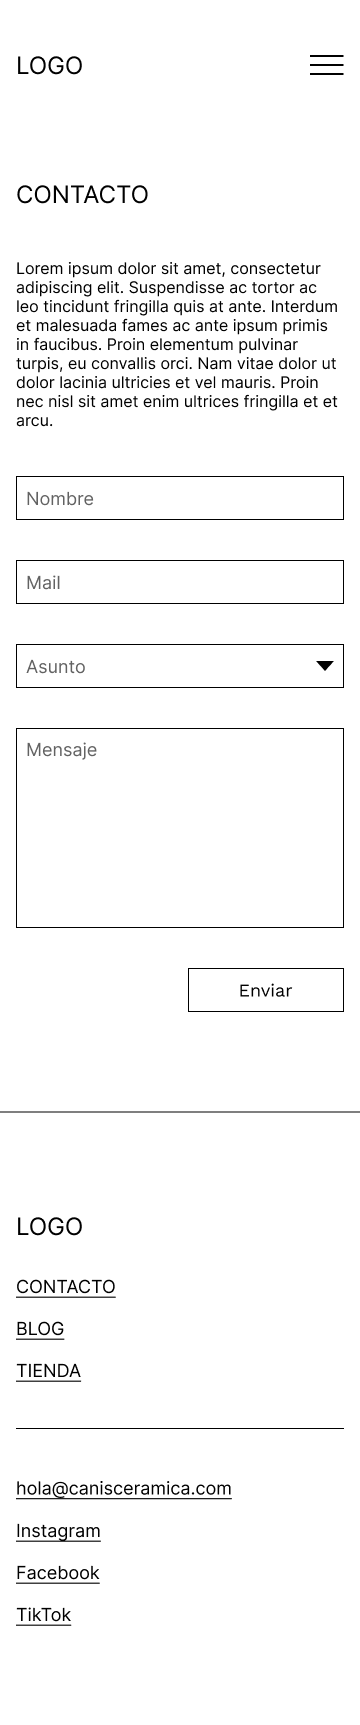 LOGO
CONTACTO
Lorem ipsum dolor sit amet, consectetur
adipiscing elit. Suspendisse ac tortor ac
leo tincidunt fringilla quis at ante. Interdum
et malesuada fames ac ante ipsum primis
in faucibus. Proin elementum pulvinar
turpis, eu convallis orci. Nam vitae dolor ut
dolor lacinia ultricies et vel mauris. Proin
nec nisl sit amet enim ultrices fringilla et et
arcu.
Nombre
Mail
Asunto
Mensaje
Enviar
LOGO
CONTACTO
BLOG
TIENDA
hola@canisceramica.com
Instagram
Facebook
TikTok